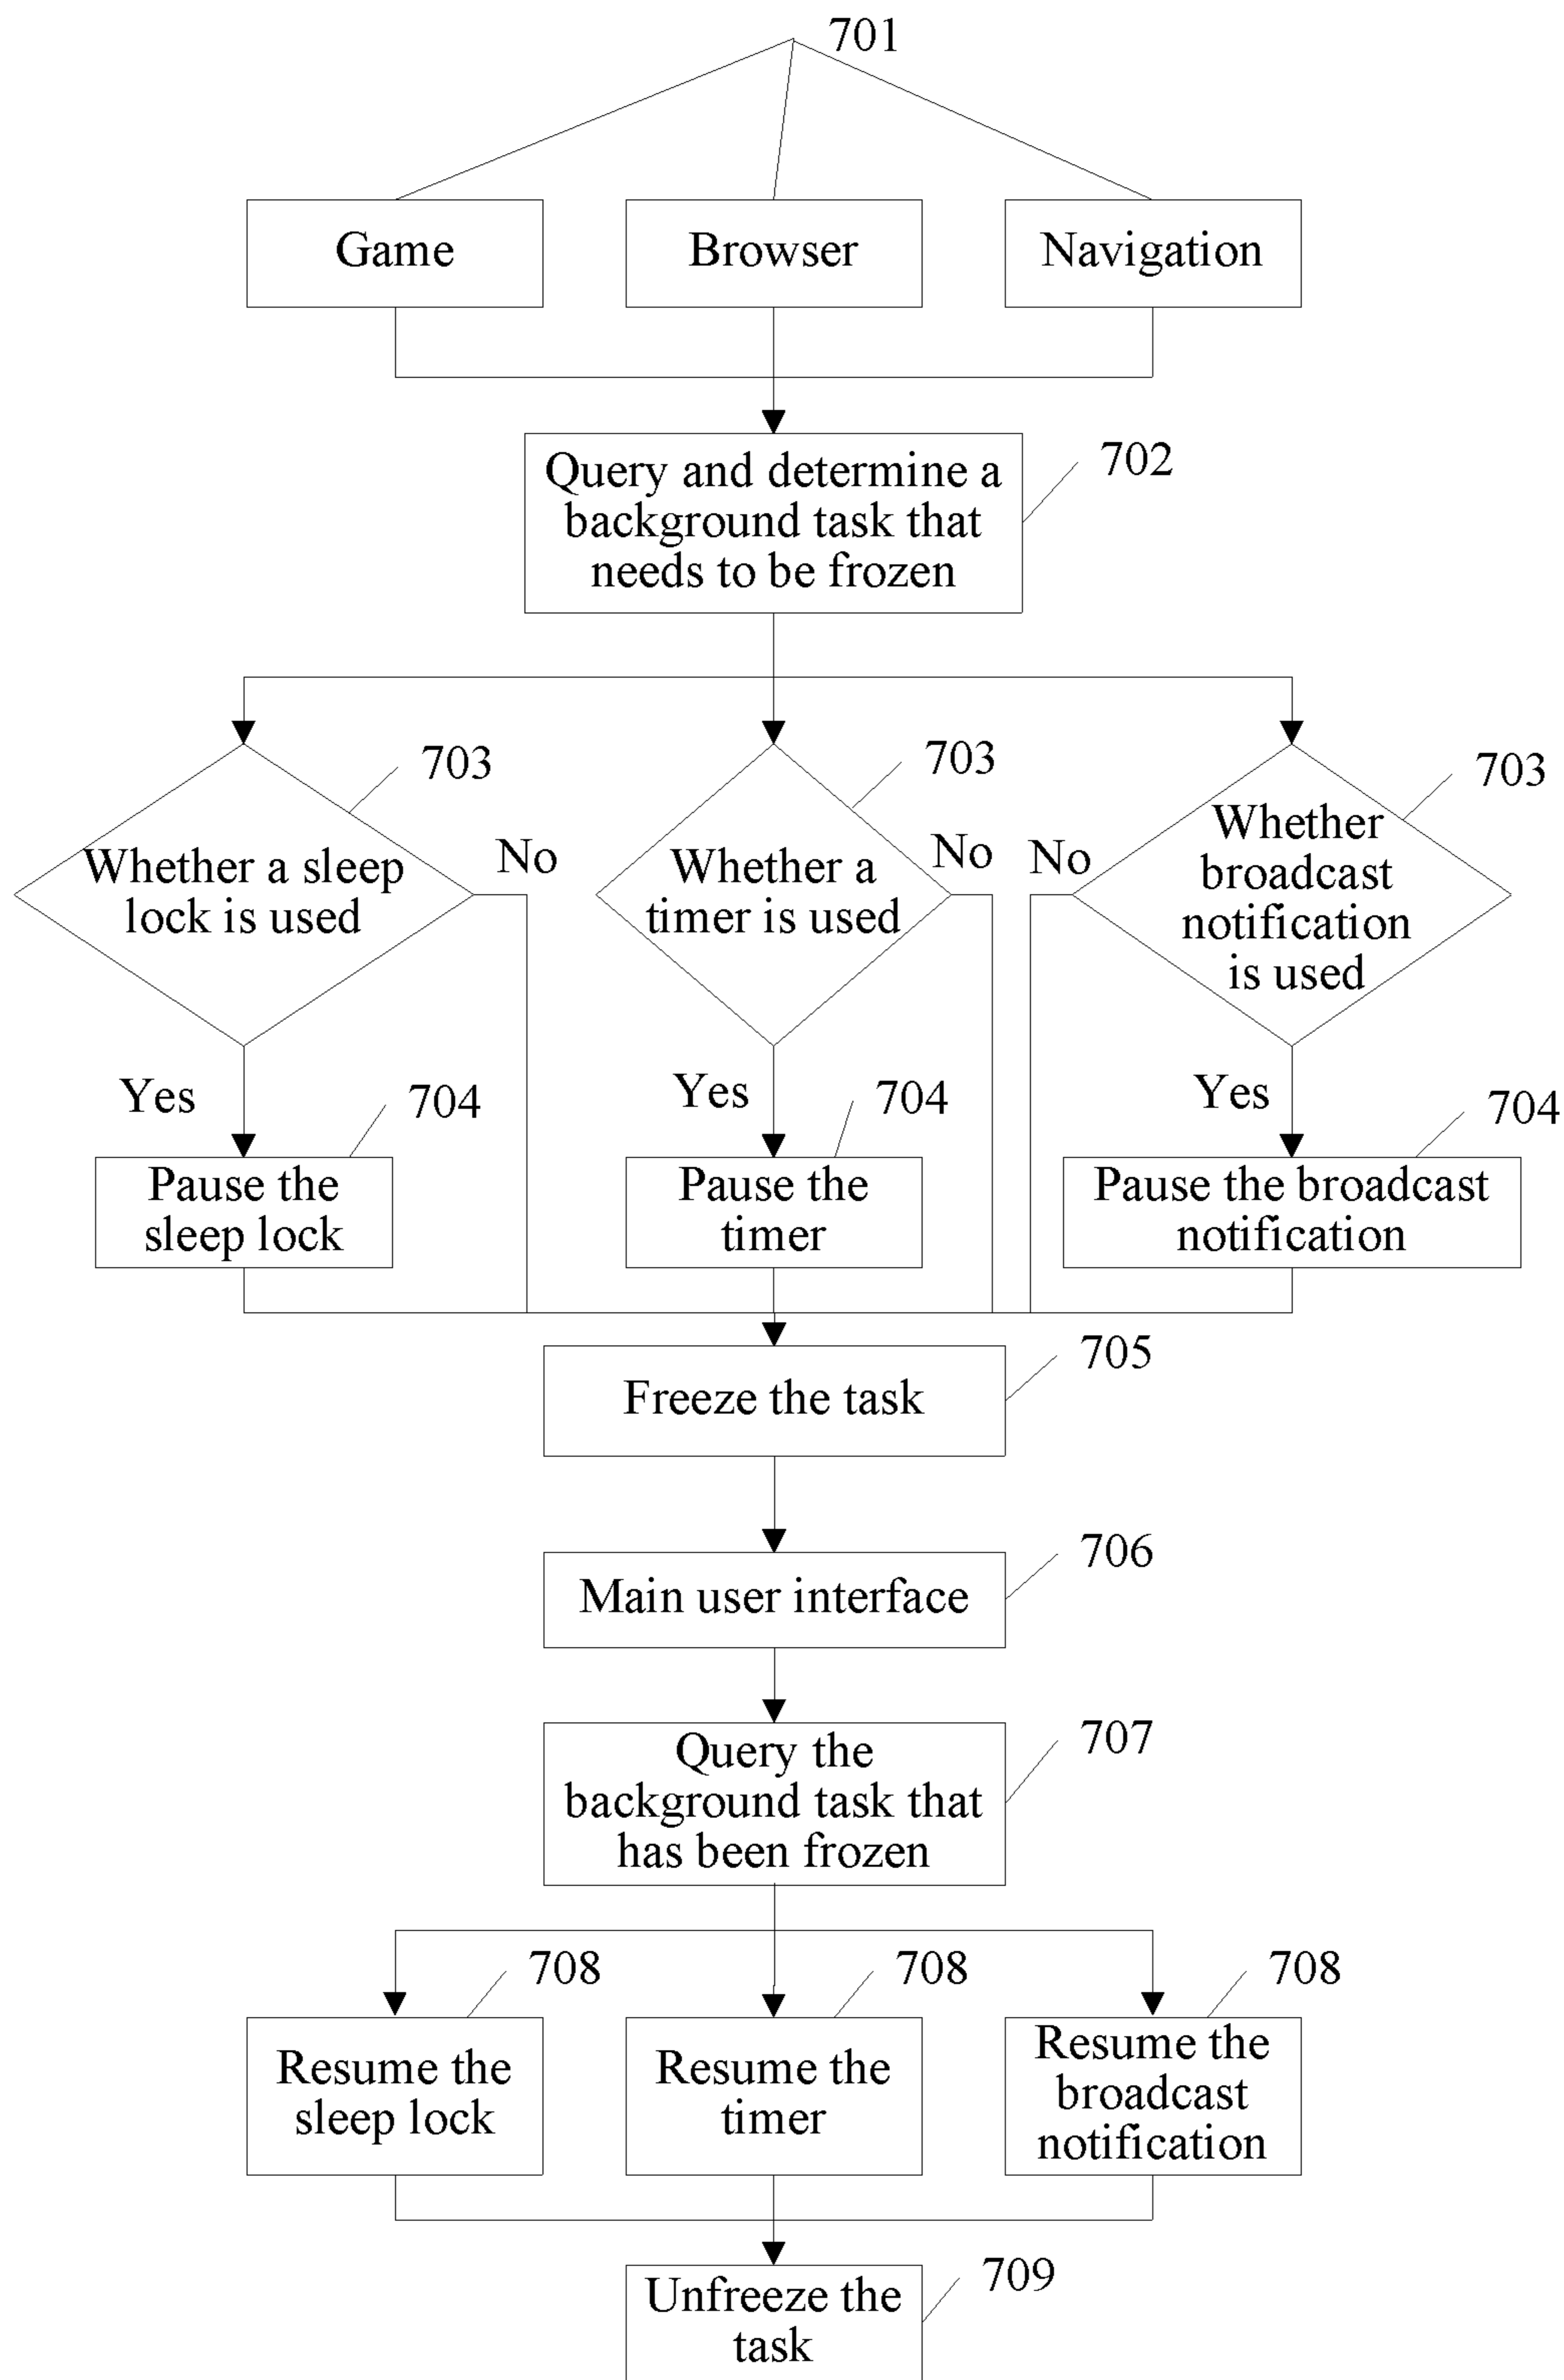 701
Game
Browser
Navigation
Query and determine a
background task that
needs to be frozen
702
703
703
703
Whether a sleep
lock is used
No
Whether a
timer is used
No
No
Whether
broadcast
notification
is used
Yes
704
Yes
704
Yes
704
Pause the
sleep lock
Pause the
timer
Pause the broadcast
notification
705
Freeze the task
706
Main user interface
707
Query the
background task that
has been frozen
708
708
708
Resume the
sleep lock
Resume the
timer
Resume the
broadcast
notification
709
Unfreeze the
task